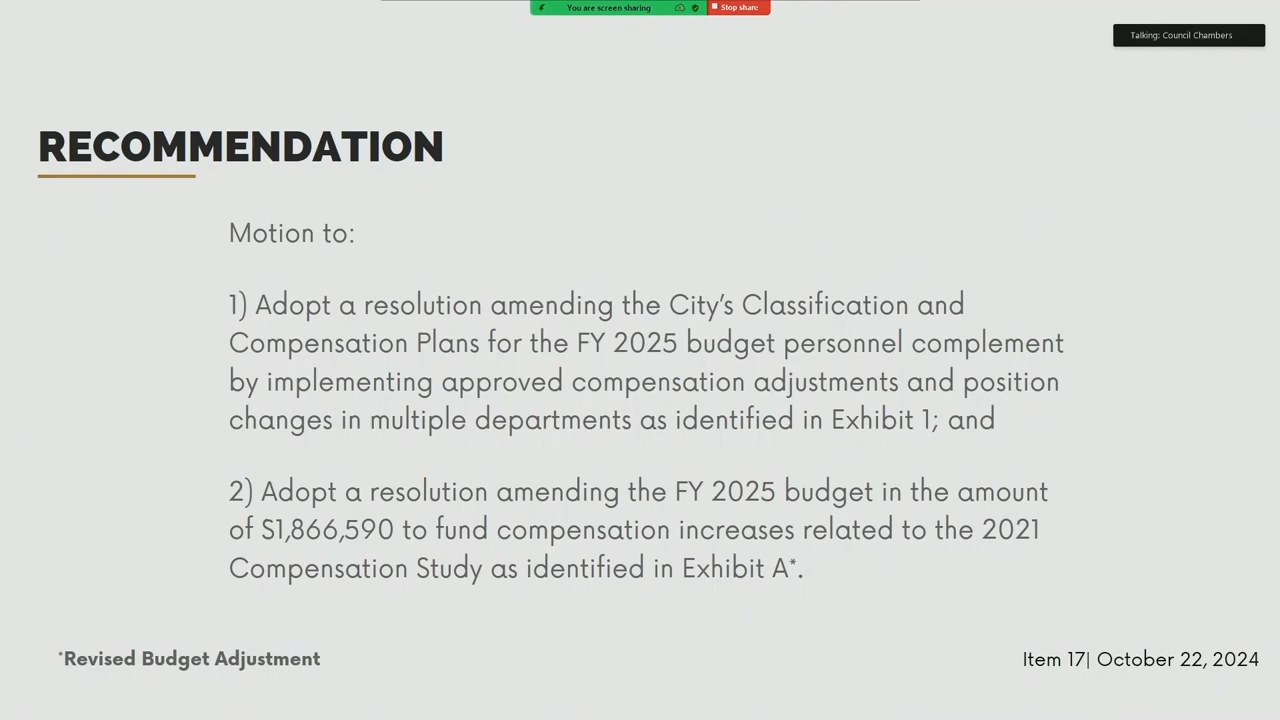 You are screen sharing
Stop share
Talking: Council Chambers
RECOMMENDATION
Motion to:
1) Adopt a resolution amending the City’s Classification and
Compensation Plans for the FY 2025 budget personnel complement
by implementing approved compensation adjustments and position
changes in multiple departments as identified in Exhibit 1; and
2) Adopt a resolution amending the FY 2025 budget in the amount
of $1,866,590 to fund compensation increases related to the 2021
Compensation Study as identified in Exhibit A*.
*Revised Budget Adjustment
Item 17| October 22, 2024